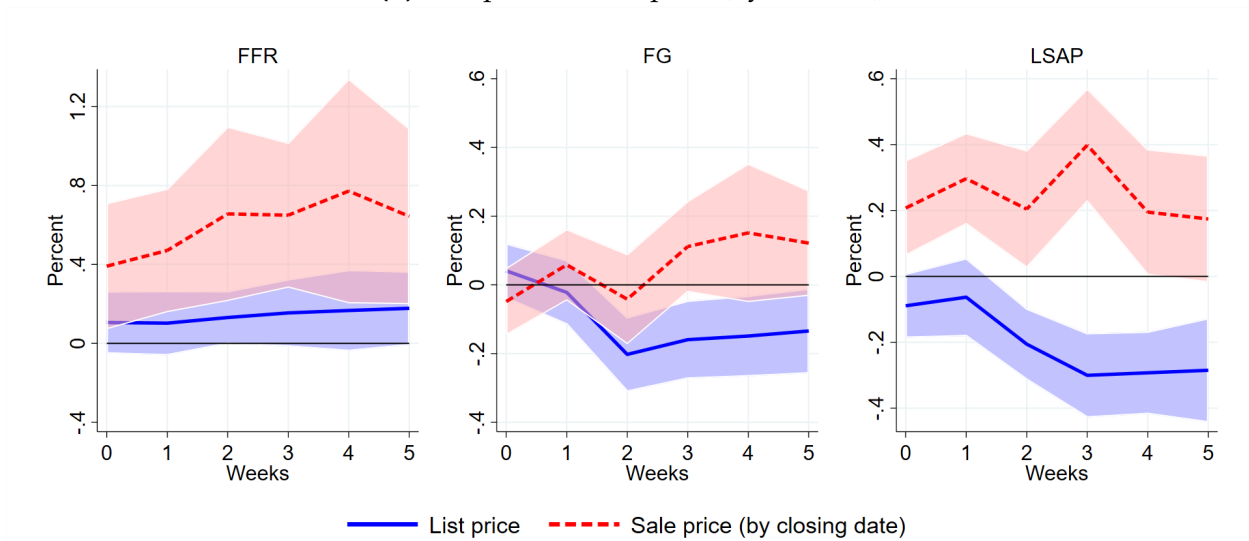 FFR
FG
LSAP
Percent
1.2
.8
.4
0
-.4
0 1 2 3 4 5
Weeks
Percent
.6
.4
.2
0
-.2
-.4
0 1 2 3 4 5
Weeks
Percent
.6
.4
.2
0
-.2
-.4
0 1 2 3 4 5
Weeks
List price
Sale price (by closing date)